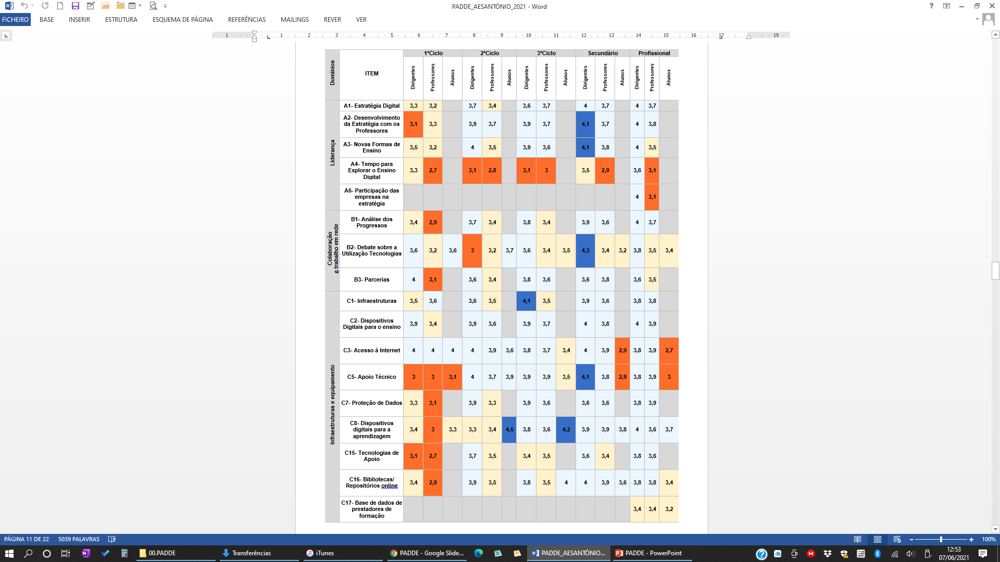 PADDE_AESANTÓNIO_2021 - Word
FICHEIRO BASE INSERIR ESTRUTURA ESQUEMA DE PÁGINA REFERÊNCIAS MAILINGS REVER VER
1 1 2 3 4 5 6 7 8 9 10 11 12 13 14 15 16 17 19
Domínios ITEM 1ºCiclo 2ºCiclo 3ºCiclo Secundário Profissional
Dirigentes Professores Alunos Dirigentes Professores Alunos Dirigentes Professores Alunos Dirigentes Professores Alunos Dirigentes Professores Alunos
Liderança
A1- Estratégia Digital 3,3 3,2 3,7 3,4 3,6 3,7 4 3,7 4 3,7
A2- Desenvolvimento
da Estratégia com os
Professores
3,1 3,3 3,9 3,7 3,9 3,7 4,1 3,7 4 3,8
A3- Novas Formas de
Ensino
3,5 3,2 4 3,5 3,9 3,6 4,1 3,8 4 3,5
A4- Tempo para
Explorar o Ensino
Digital
3,3 2,7 3,1 2,8 3,1 3 3,5 2,9 3,6 3,1
A6- Participação das
empresas na
estratégia
4 3,1
Colaboração
e trabalho em rede
B1- Análise dos
Progressos
3,4 2,9 3,7 3,4 3,8 3,4 3,9 3,6 4 3,7
B2- Debate sobre a
Utilização Tecnologias
3,6 3,2 3,6 3 3,2 3,7 3,6 3,4 3,5 4,3 3,4 3,2 3,8 3,5 3,4
B3- Parcerias 4 3,1 3,6 3,4 3,8 3,6 3,6 3,8 3,6 3,5
Infraestruturas e equipamento
C1- Infraestruturas 3,5 3,6 3,6 3,5 4,1 3,5 3,9 3,6 3,8 3,8
C2- Dispositivos
Digitais para o ensino
3,9 3,4 3,9 3,6 3,9 3,7 4 3,8 4 3,9
C3- Acesso à Internet 4 4 4 4 3,9 3,6 3,8 3,7 3,4 4 3,9 2,9 3,8 3,9 2,7
C5- Apoio Técnico 3 3 3,1 4 3,7 3,9 3,9 3,9 3,5 4,1 3,8 2,9 3,8 3,9 3
C7- Proteção de Dados 3,3 3,1 3,9 3,3 3,9 3,6 3,6 3,6 3,8 3,9
C8- Dispositivos
digitais para a
aprendizagem
3,4 3 3,3 3,3 3,4 4,5 3,8 3,6 4,2 3,9 3,9 3,8 4 3,6 3,7
C15- Tecnologias de
Apoio
3,1 2,7 3,7 3,5 3,4 3,5 3,6 3,4 3,8 3,6
C16- Bibliotecas/
Repositórios online
3,4 2,9 3,9 3,5 3,8 3,5 4 4 3,9 3,6 3,8 3,8 3,4
C17- Base de dados de
prestadores de
formação
3,4 3,4 3,2
PÁGINA 11 DE 22 5039 PALAVRAS 100%
00.PADDE Transferências iTunes PADDE - Google Slide... PADDE_AESANTÓNIO... PADDE - PowerPoint 12:53
07/06/2021